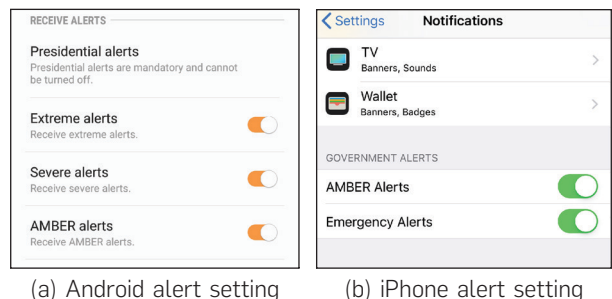 RECEIVE ALERTS
Presidential alerts
Presidential alerts are mandatory and cannot
be turned off.
Extreme alerts
Receive extreme alerts.
Severe alerts
Receive severe alerts.
AMBER alerts
Receive AMBER alerts.
(a) Android alert setting
Settings Notifications
TV
Banners, Sounds
Wallet
Banners, Badges
GOVERNMENT ALERTS
AMBER Alerts
Emergency Alerts
(b) iPhone alert setting